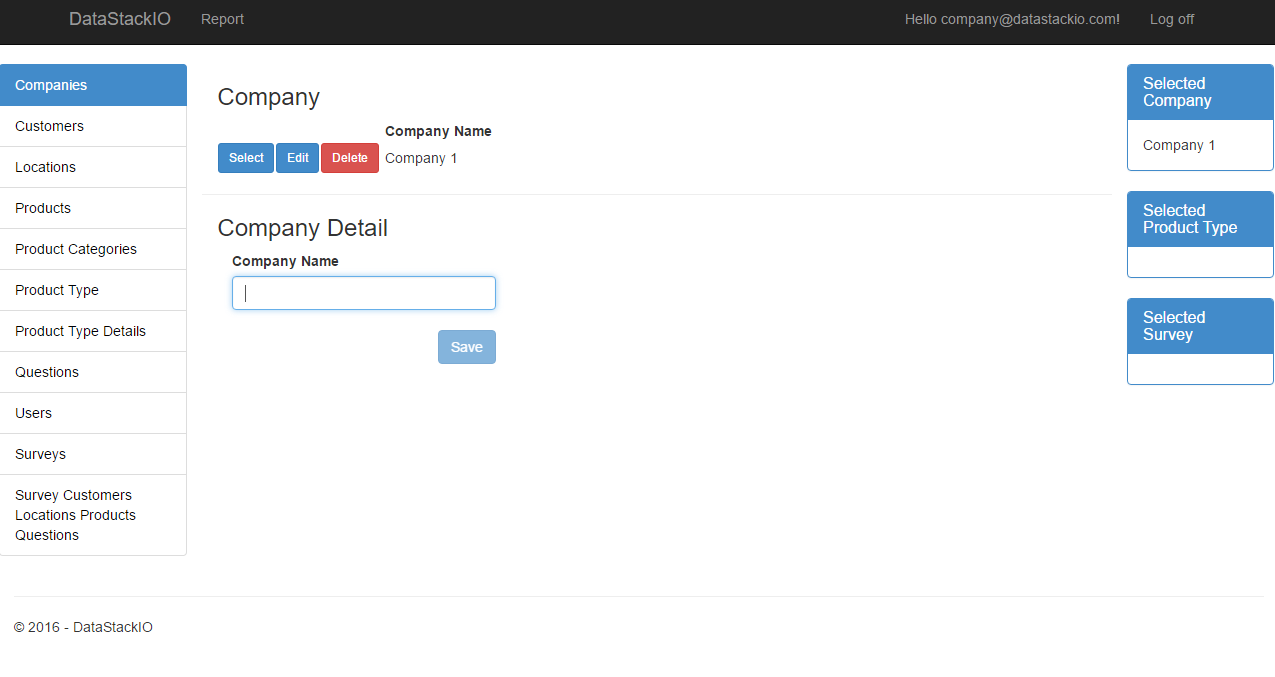 DataStackIO Report Hello company@datastackio.com! Log off
Companies
Customers
Locations
Products
Product Categories
Product Type
Product Type Details
Questions
Users
Surveys
Survey Customers
Locations Products
Questions
Company
Company Name
Select Edit Delete Company 1
Company Detail
Company Name
Save
Selected
Company
Company 1
Selected
Product Type
Selected
Survey
© 2016 - DataStackIO